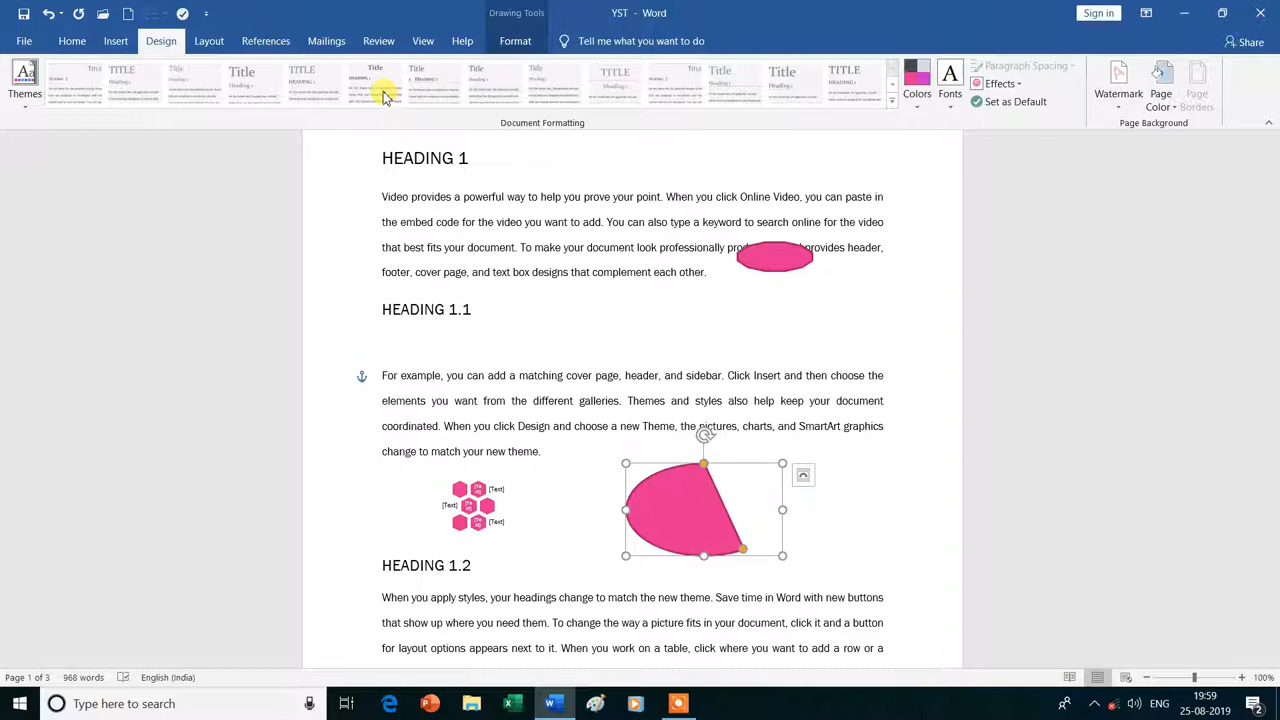 Drawing Tools
YST - Word
Sign in
File
Home
Insert
Design
Layout
References
Mailings
Review
View
Help
Format
Tell me what you want to do
Share
Themes
Colors
Fonts
Paragraph Spacing
Effects
Set as Default
Watermark
Page Color
Page Borders
Document Formatting
Page Background
HEADING 1
Video provides a powerful way to help you prove your point. When you click Online Video, you can paste in
the embed code for the video you want to add. You can also type a keyword to search online for the video
that best fits your document. To make your document look professionally provides header,
footer, cover page, and text box designs that complement each other.
HEADING 1.1
For example, you can add a matching cover page, header, and sidebar. Click Insert and then choose the
elements you want from the different galleries. Themes and styles also help keep your document
coordinated. When you click Design and choose a new Theme, the pictures, charts, and SmartArt graphics
change to match your new theme.
[Text]
[Text]
[Text]
HEADING 1.2
When you apply styles, your headings change to match the new theme. Save time in Word with new buttons
that show up where you need them. To change the way a picture fits in your document, click it and a button
for layout options appears next to it. When you work on a table, click where you want to add a row or a
Page 1 of 3
968 words
English (India)
100%
Type here to search
ENG
19:59
25-08-2019